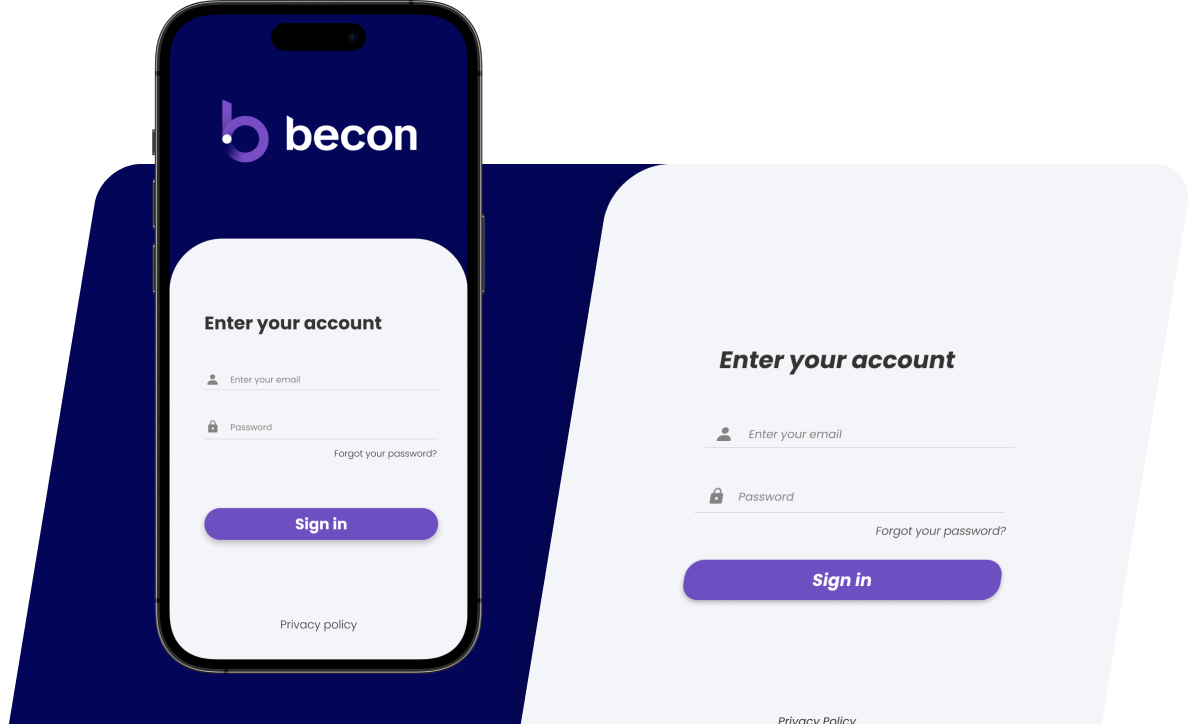 becon
Enter your account
Enter your email
Password
Forgot your password?
Sign in
Privacy policy
Enter your account
Enter your email
Password
Forgot your password?
Sign in
Privacy Policy